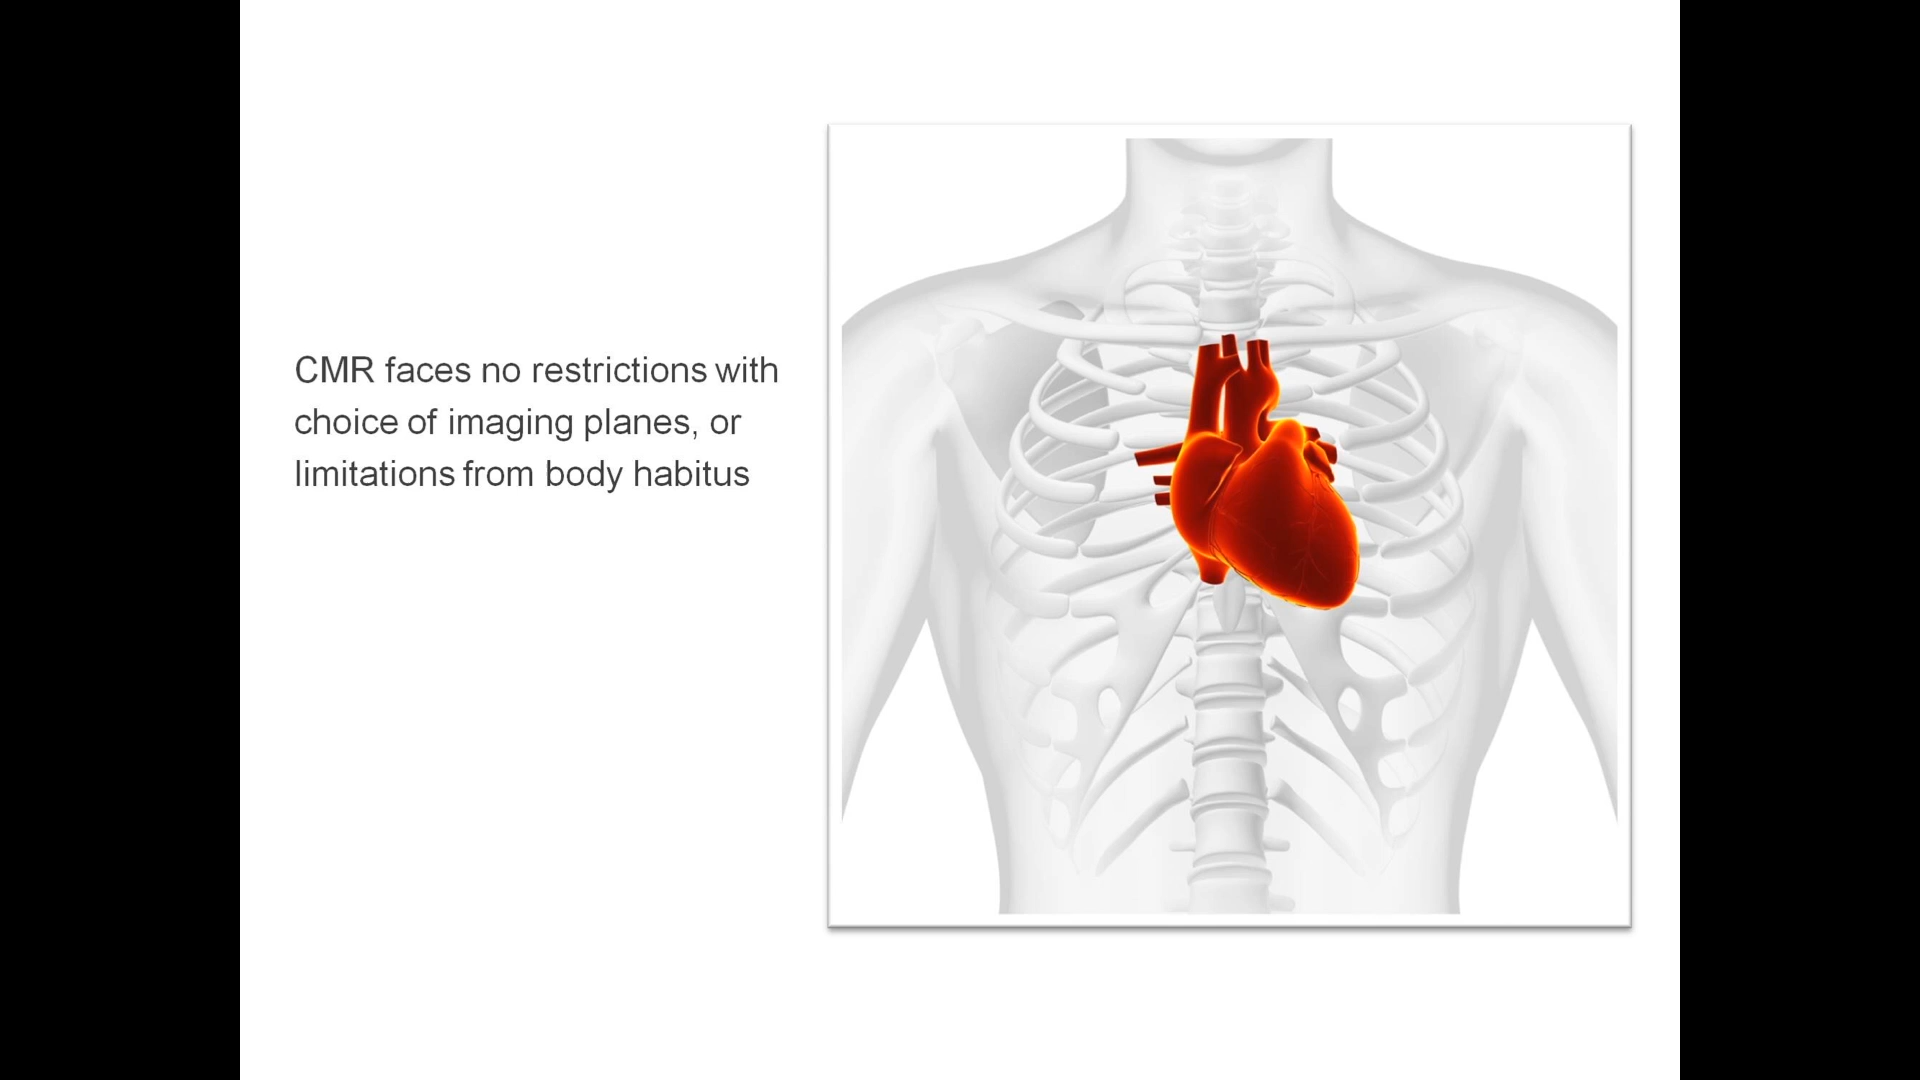 CMR faces no restrictions with
choice of imaging planes, or
limitations from body habitus